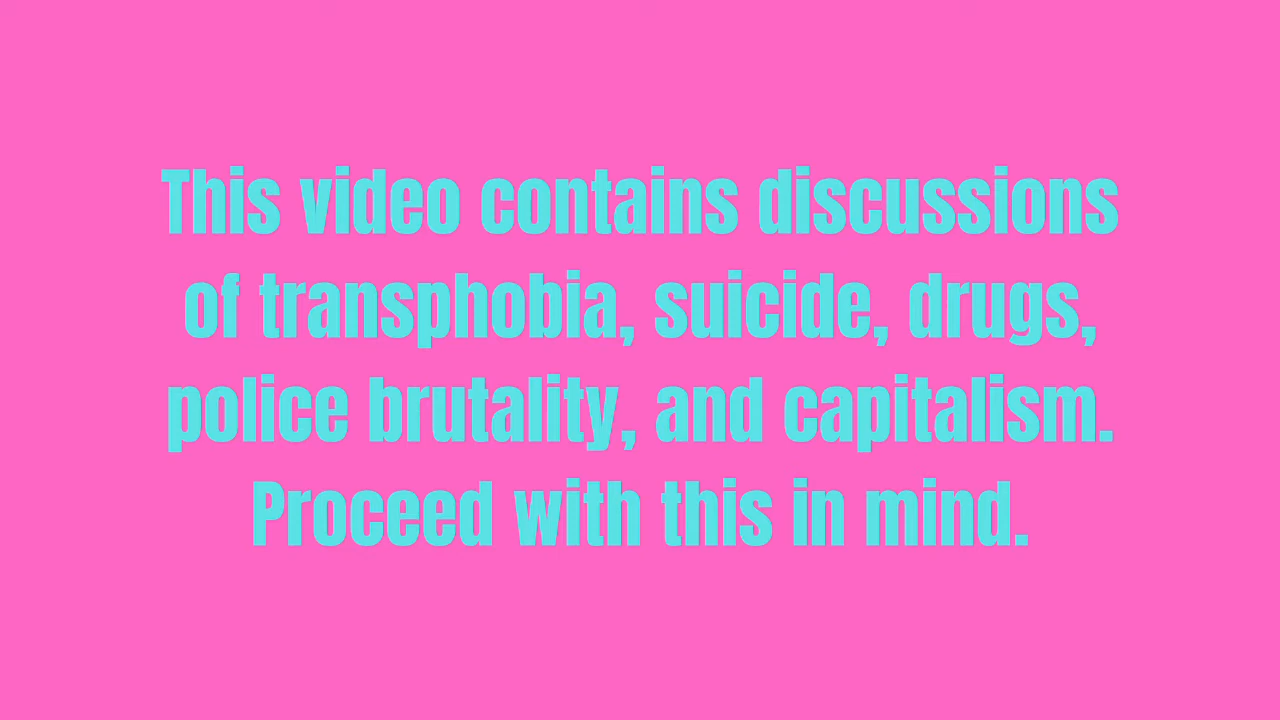 This video contains discussions
of transphobia, suicide, drugs,
police brutality, and capitalism.
Proceed with this in mind.